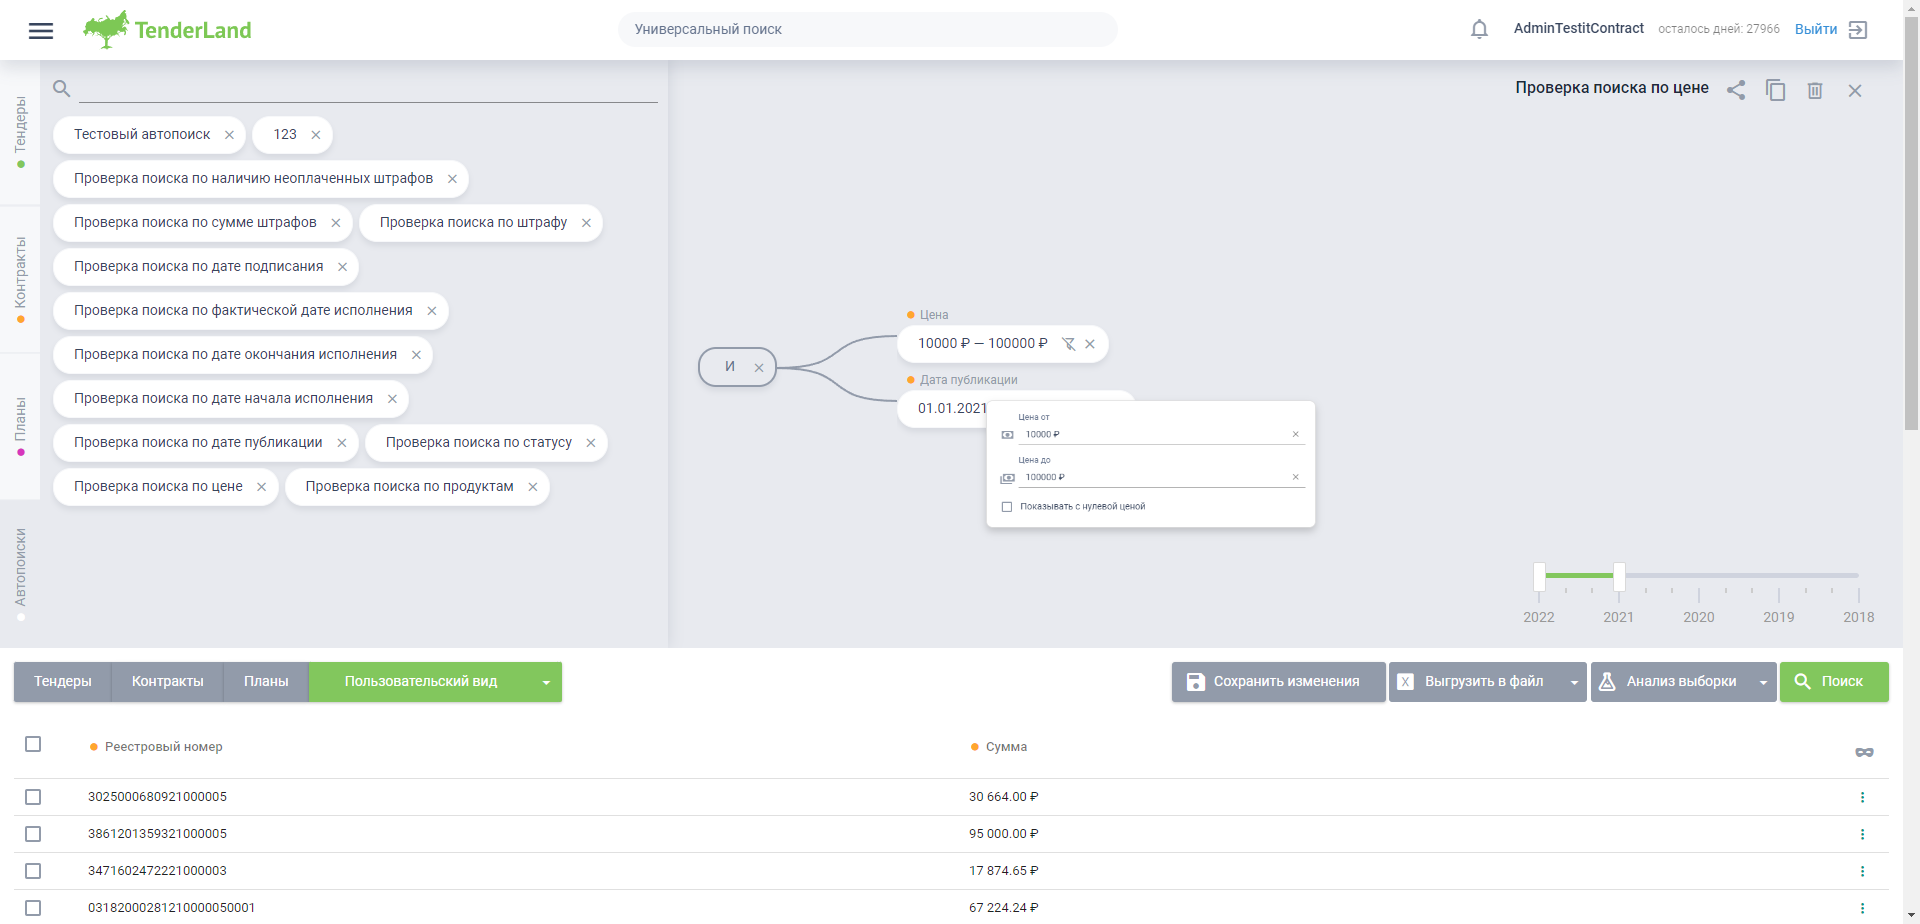 TenderLand
Универсальный поиск
AdminTestitContract
осталось дней: 27966
Выйти
Тендеры
Контракты
Планы
Автопоиски
Тестовый автопоиск
123
Проверка поиска по наличию неоплаченных штрафов
Проверка поиска по сумме штрафов
Проверка поиска по штрафу
Проверка поиска по дате подписания
Проверка поиска по фактической дате исполнения
Проверка поиска по дате окончания исполнения
Проверка поиска по дате начала исполнения
Проверка поиска по дате публикации
Проверка поиска по статусу
Проверка поиска по цене
Проверка поиска по продуктам
Проверка поиска по цене
И
Цена
10000 ₽ — 100000 ₽
Дата публикации
01.01.2021
Цена от
10000 ₽
Цена до
100000 ₽
Показывать с нулевой ценой
2022 2021 2020 2019 2018
Тендеры
Контракты
Планы
Пользовательский вид
Сохранить изменения
X Выгрузить в файл
Анализ выборки
Поиск
Реестровый номер Сумма
3025000680921000005 30 664.00 ₽
3861201359321000005 95 000.00 ₽
3471602472221000003 17 874.65 ₽
03182000281210000050001 67 224.24 ₽